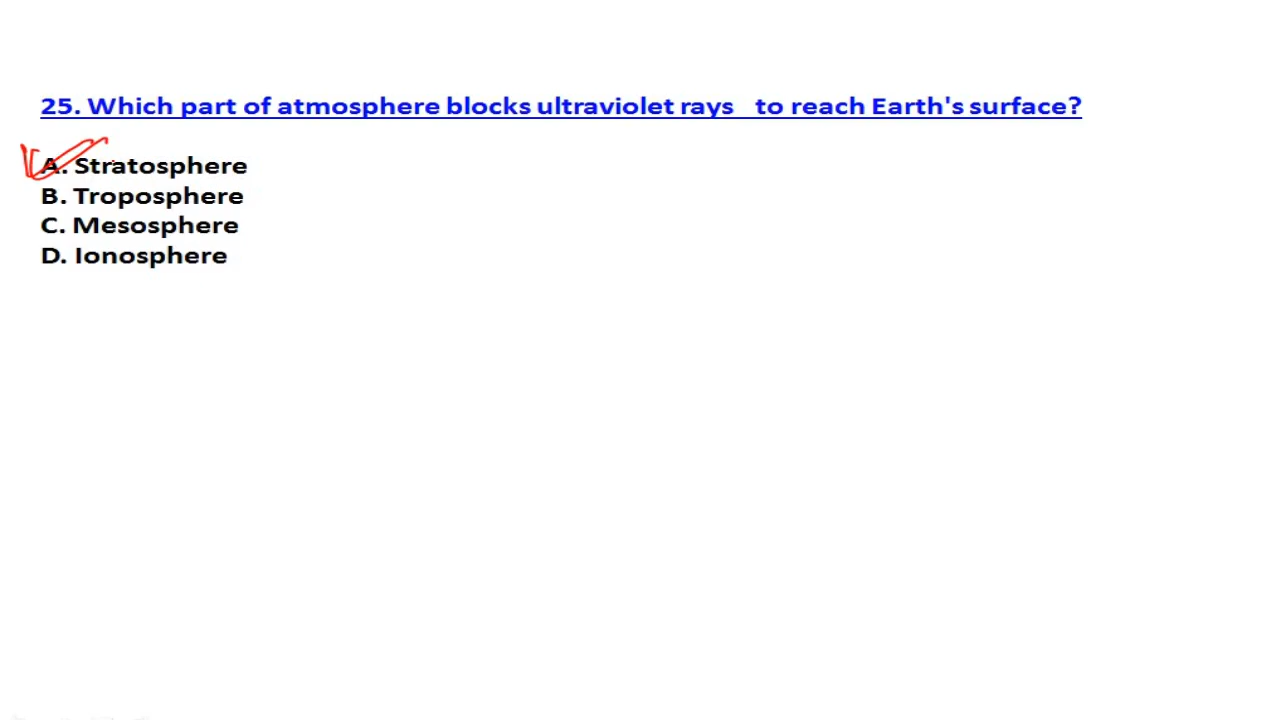 25. Which part of atmosphere blocks ultraviolet rays to reach Earth's surface?
A. Stratosphere
B. Troposphere
C. Mesosphere
D. Ionosphere